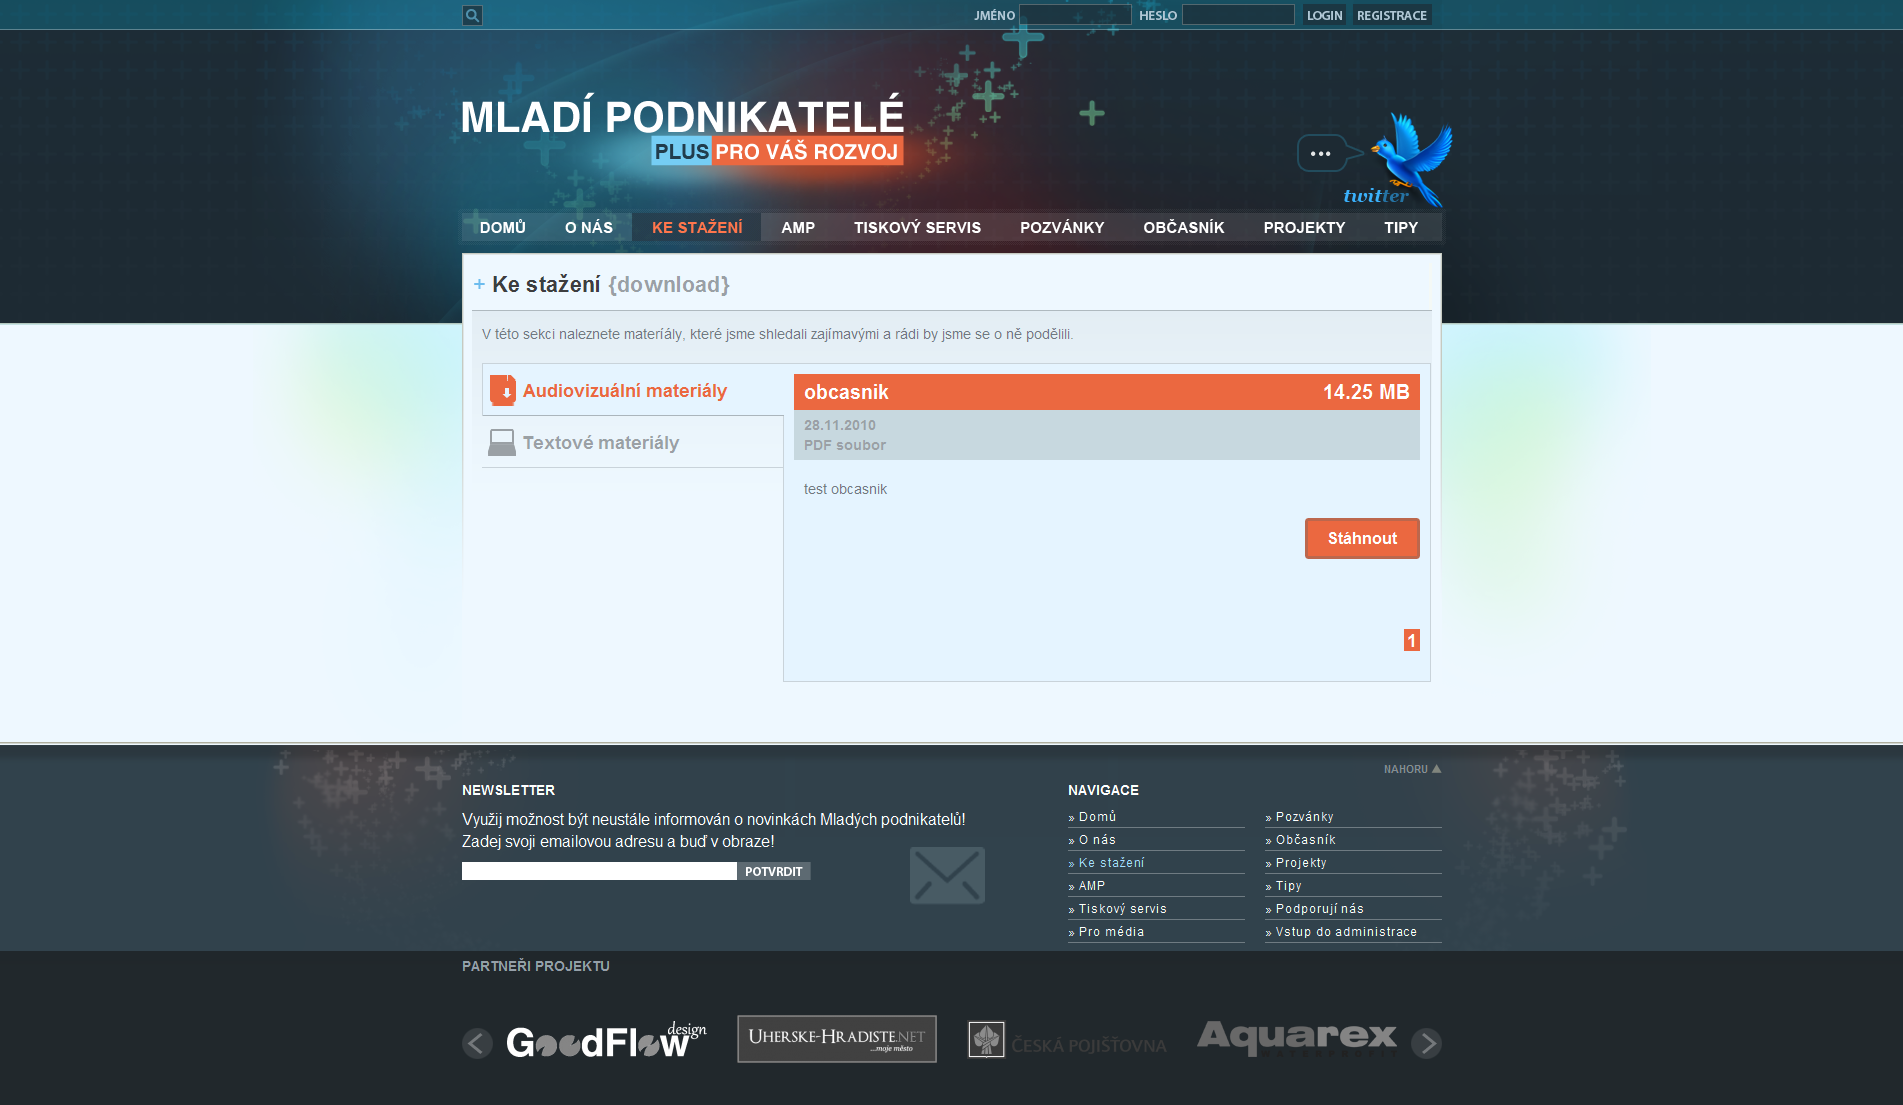 JMÉNO HESLO LOGIN REGISTRACE
MLADÍ PODNIKATELÉ
PLUS PRO VÁŠ ROZVOJ
...
twitter
DOMŮ O NÁS KE STAŽENÍ AMP TISKOVÝ SERVIS POZVÁNKY OBČASNÍK PROJEKTY TIPY
+ Ke stažení {download}
V této sekci naleznete materíály, které jsme shledali zajímavými a rádi by jsme se o ně podělili.
Audiovizuální materiály
Textové materiály
obcasnik 14.25 MB
28.11.2010
PDF soubor
test obcasnik
Stáhnout
1
NAHORU ▲
NEWSLETTER
Využij možnost být neustále informován o novinkách Mladých podnikatelů!
Zadej svoji emailovou adresu a buď v obraze!
POTVRDIT
NAVIGACE
» Domů
» O nás
» Ke stažení
» AMP
» Tiskový servis
» Pro média
» Pozvánky
» Občasník
» Projekty
» Tipy
» Podporují nás
» Vstup do administrace
PARTNEŘI PROJEKTU
GoodFlow design
UHERSKE-HRADISTE.NET
...moje město
ČESKÁ POJIŠŤOVNA
Aquarex